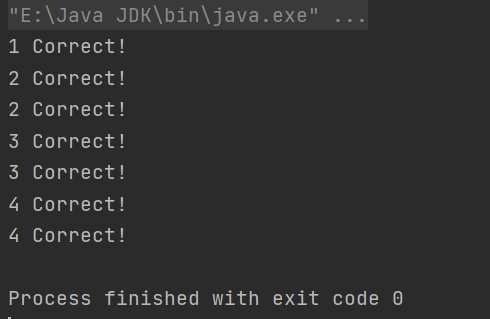 "E:\Java JDK\bin\java.exe" ...
1 Correct!
2 Correct!
2 Correct!
3 Correct!
3 Correct!
4 Correct!
4 Correct!
Process finished with exit code 0